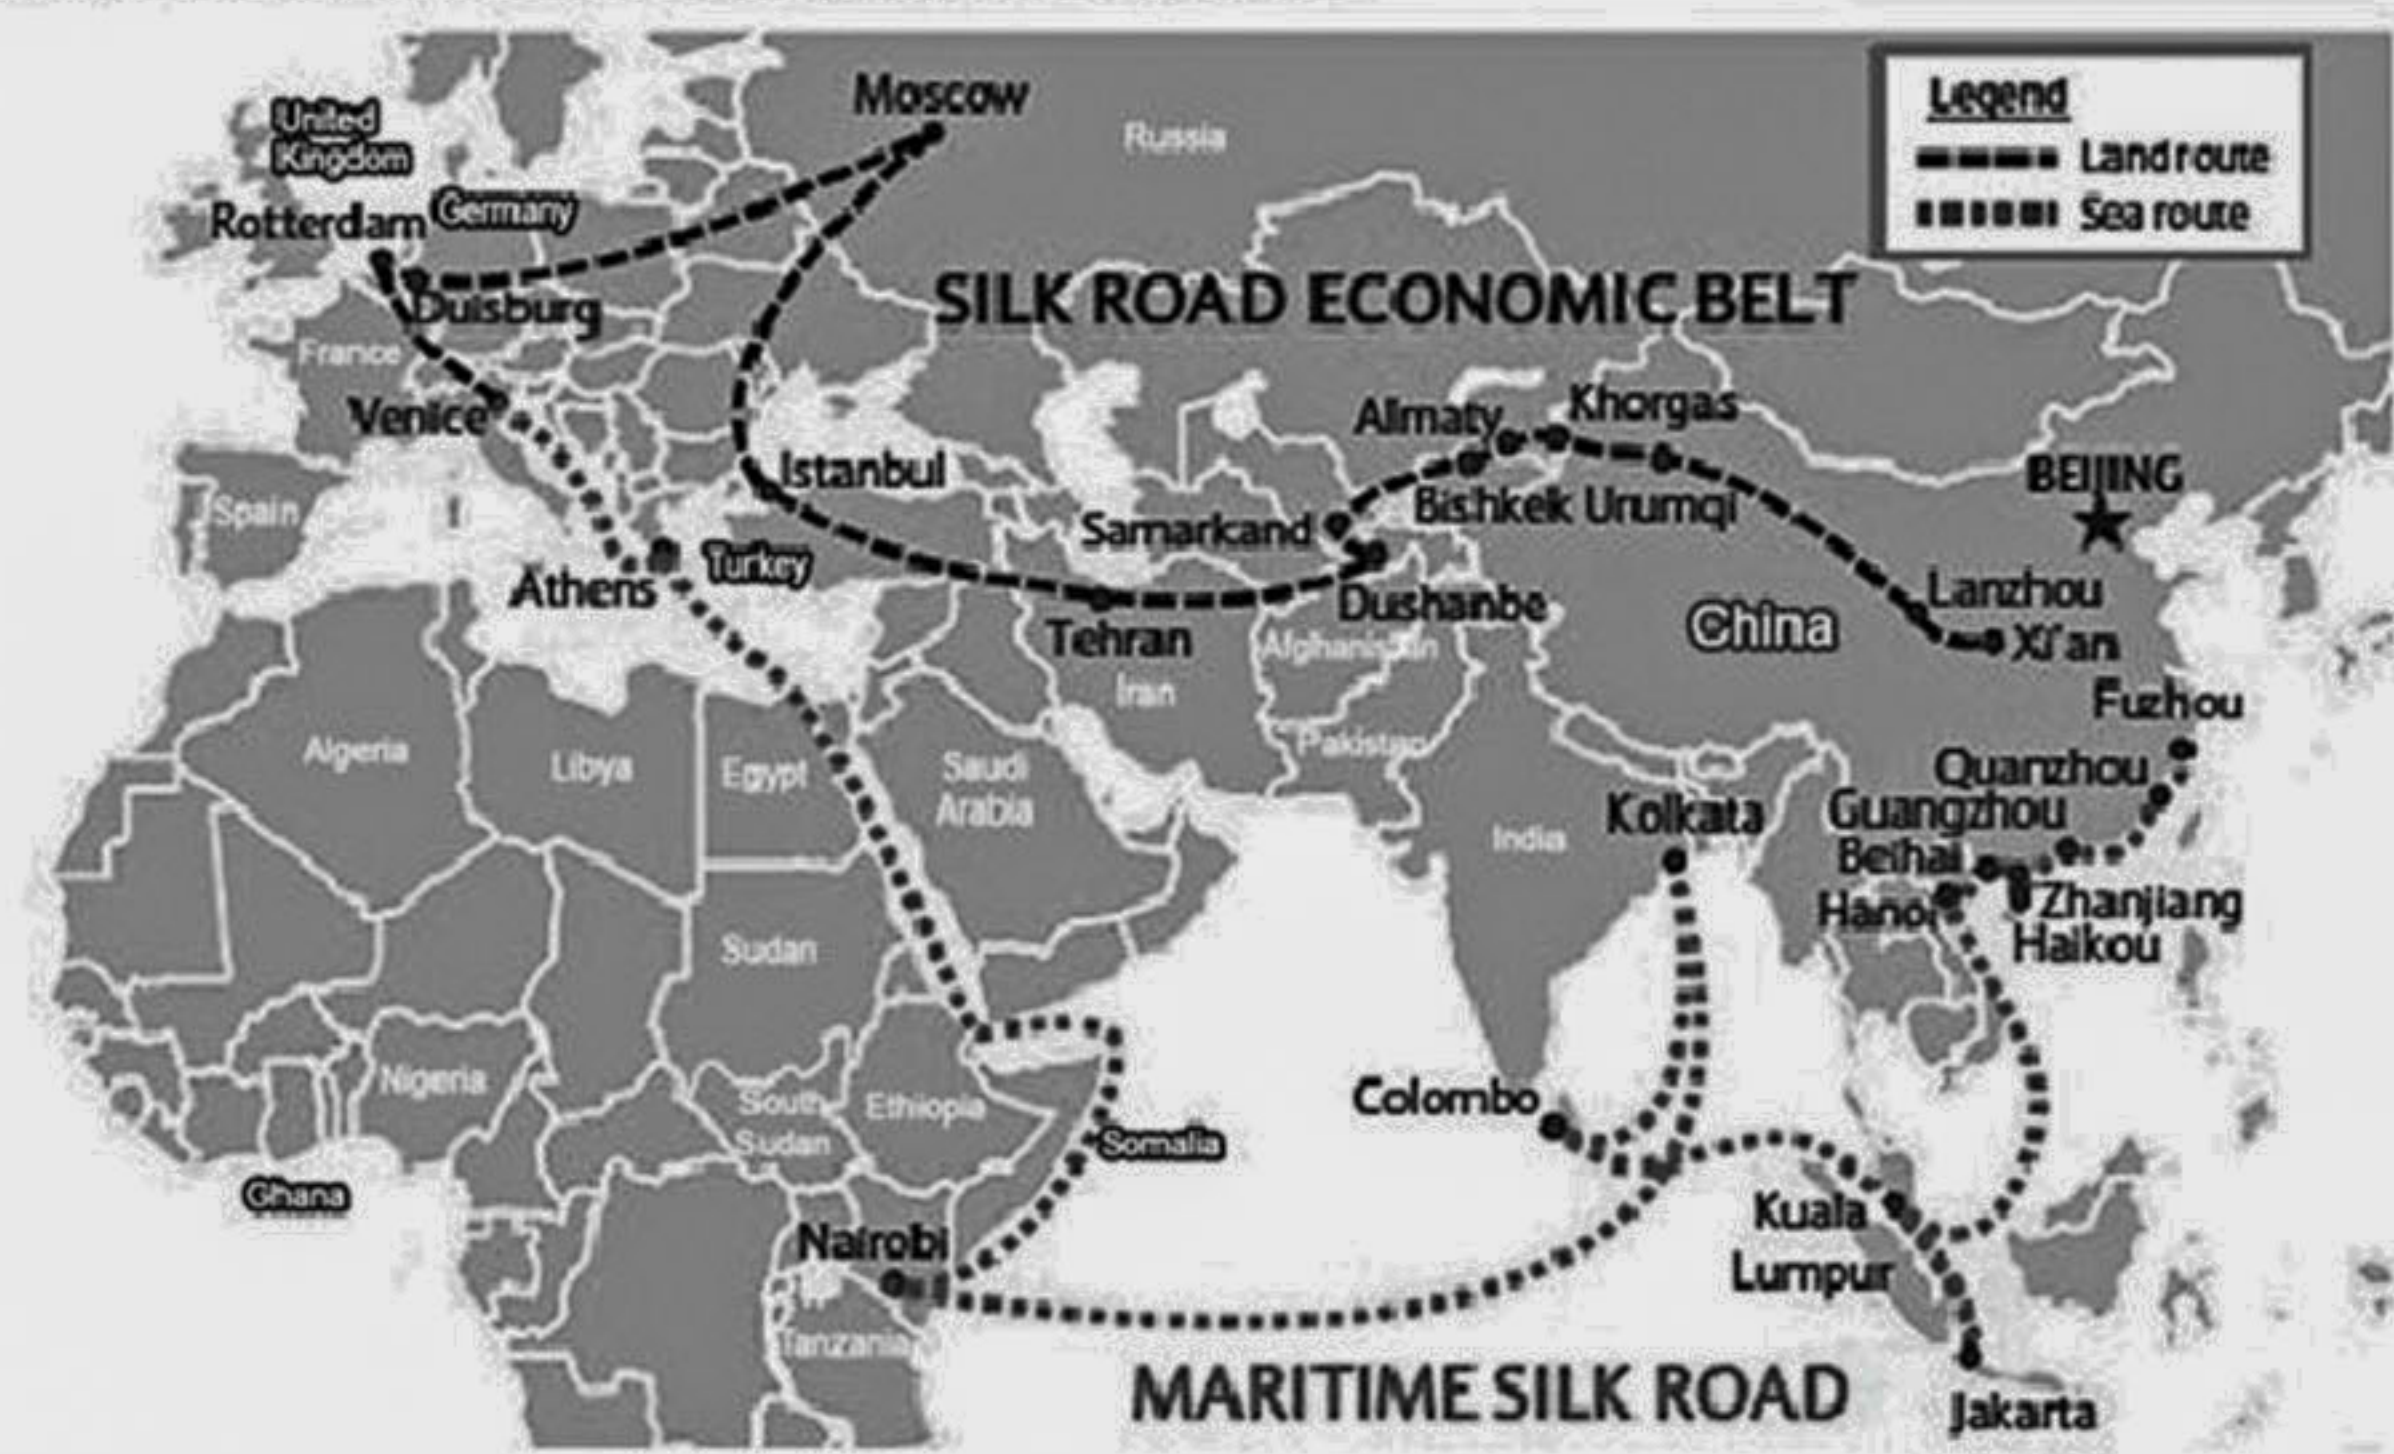 Moscow
Russia
United
Kingdom
Legend
Land route
Sea route
Rotterdam
Germany
Duisburg
SILK ROAD ECONOMIC BELT
France
Venice
Almaty
Khorgas
Istanbul
BEIJING
Spain
Samarkand
Bishkek
Urumqi
Athens
Turkey
Lanzhou
Dushanbe
China
Tehran
Xi'an
Afghanistan
Iran
Fuzhou
Algeria
Libya
Egypt
Saudi
Arabia
Pakistan
Quanzhou
Kolkata
Guangzhou
India
Beihai
Hanoi
Zhanjiang
Haikou
Sudan
Nigeria
South
Sudan
Ethiopia
Colombo
Somalia
Ghana
Kuala
Lumpur
Nairobi
Tanzania
MARITIME SILK ROAD
Jakarta